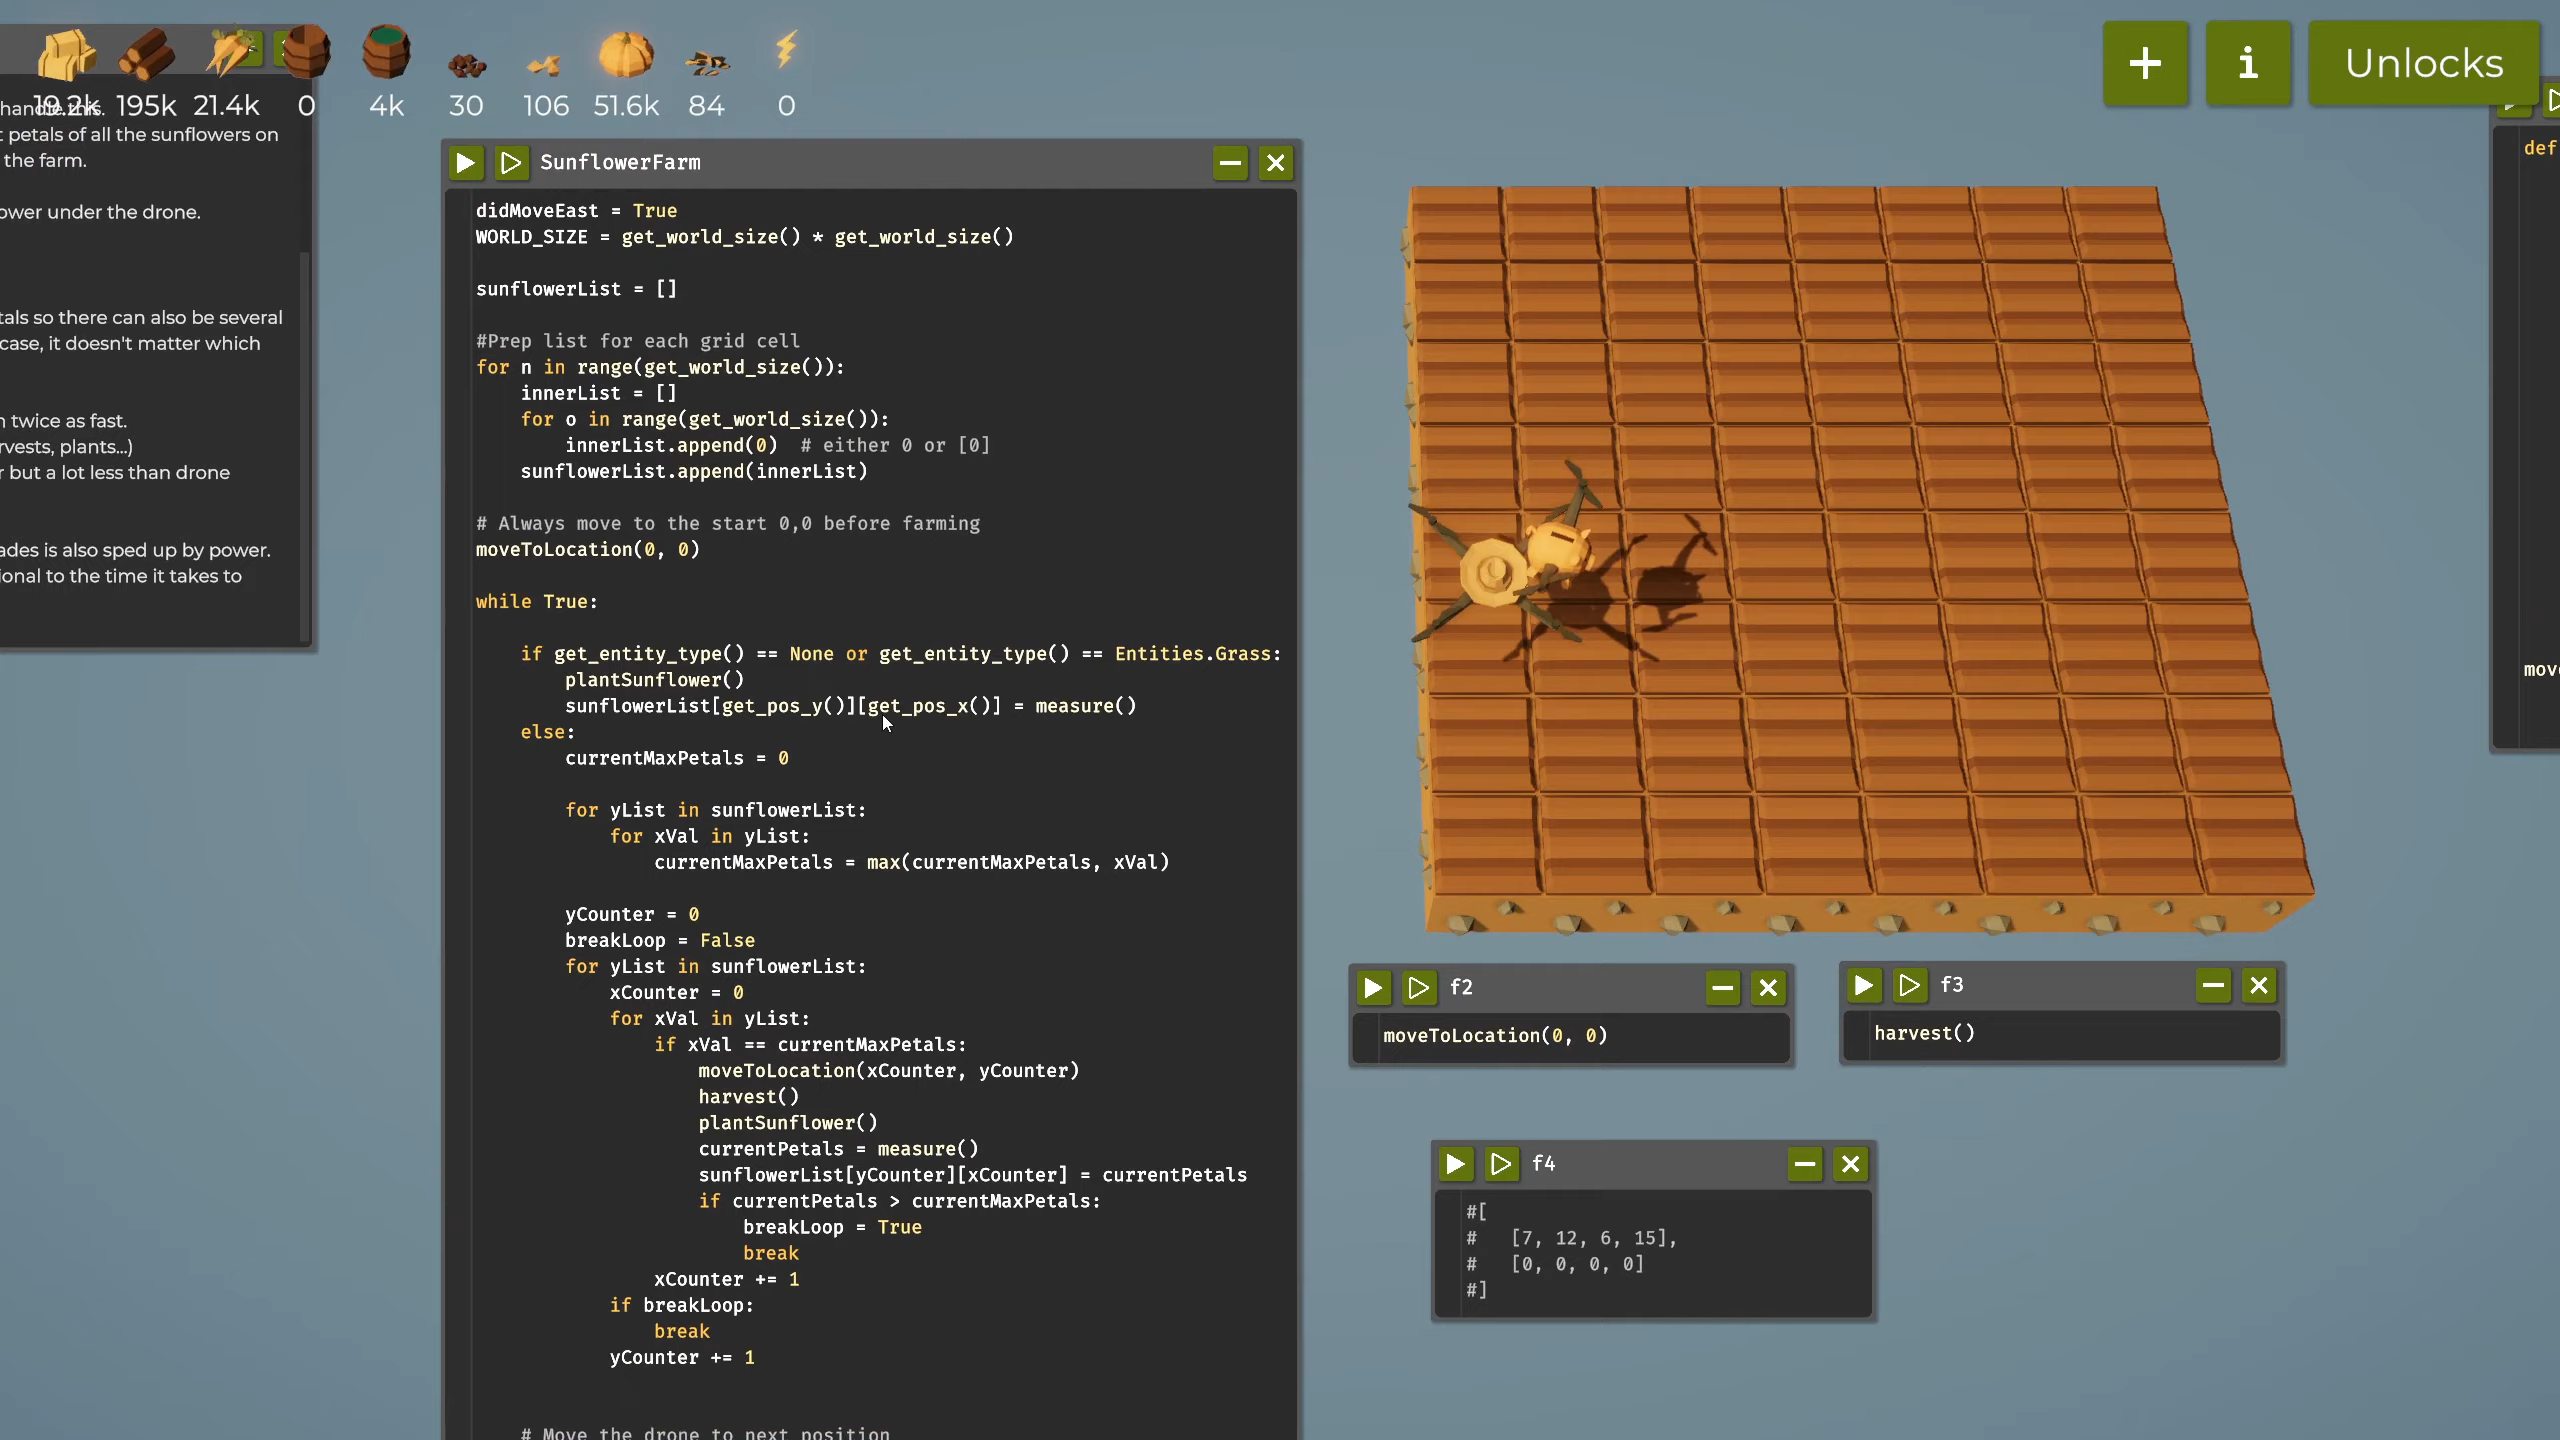 19.2k 195k 21.4k 0 4k 30 106 51.6k 84 0
+ i Unlocks
handle this.
petals of all the sunflowers on
the farm.
ower under the drone.
tals so there can also be several
case, it doesn't matter which
n twice as fast.
rvests, plants...)
r but a lot less than drone
ades is also sped up by power.
ional to the time it takes to
SunflowerFarm
didMoveEast = True
WORLD_SIZE = get_world_size() * get_world_size()
sunflowerList = []
#Prep list for each grid cell
for n in range(get_world_size()):
innerList = []
for o in range(get_world_size()):
innerList.append(0)  # either 0 or [0]
sunflowerList.append(innerList)
# Always move to the start 0,0 before farming
moveToLocation(0, 0)
while True:
if get_entity_type() == None or get_entity_type() == Entities.Grass:
plantSunflower()
sunflowerList[get_pos_y()][get_pos_x()] = measure()
else:
currentMaxPetals = 0
for yList in sunflowerList:
for xVal in yList:
currentMaxPetals = max(currentMaxPetals, xVal)
yCounter = 0
breakLoop = False
for yList in sunflowerList:
xCounter = 0
for xVal in yList:
if xVal == currentMaxPetals:
moveToLocation(xCounter, yCounter)
harvest()
plantSunflower()
currentPetals = measure()
sunflowerList[yCounter][xCounter] = currentPetals
if currentPetals > currentMaxPetals:
breakLoop = True
break
xCounter += 1
if breakLoop:
break
yCounter += 1
# Move the drone to next position
f2
moveToLocation(0, 0)
f3
harvest()
f4
#[
#   [7, 12, 6, 15],
#   [0, 0, 0, 0]
#]
def
mov